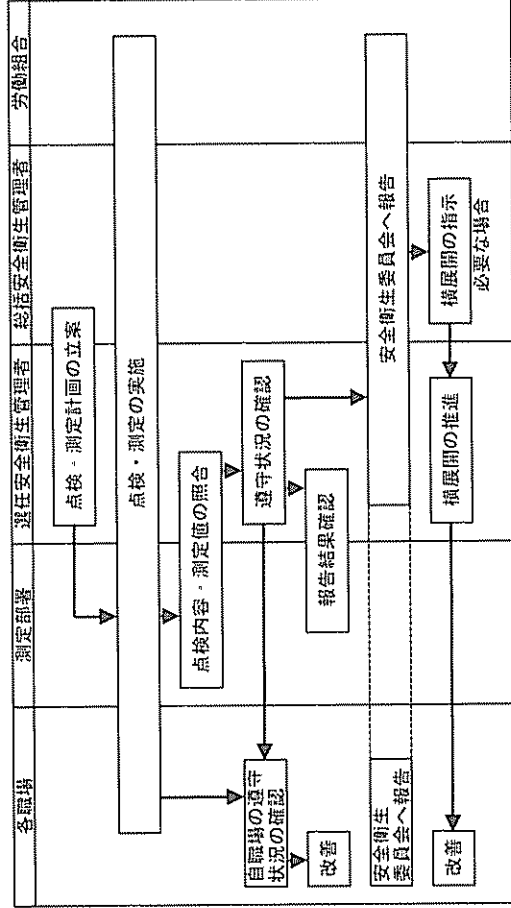 各職場
測定部署
選任安全衛生管理者
総括安全衛生管理者
労働組合
点検・測定計画の立案
点検・測定の実施
点検内容・測定値の照合
自職場の遵守
状況の確認
遵守状況の確認
改善
報告結果確認
安全衛生
委員会へ報告
安全衛生委員会へ報告
改善
横展開の推進
横展開の指示
必要な場合